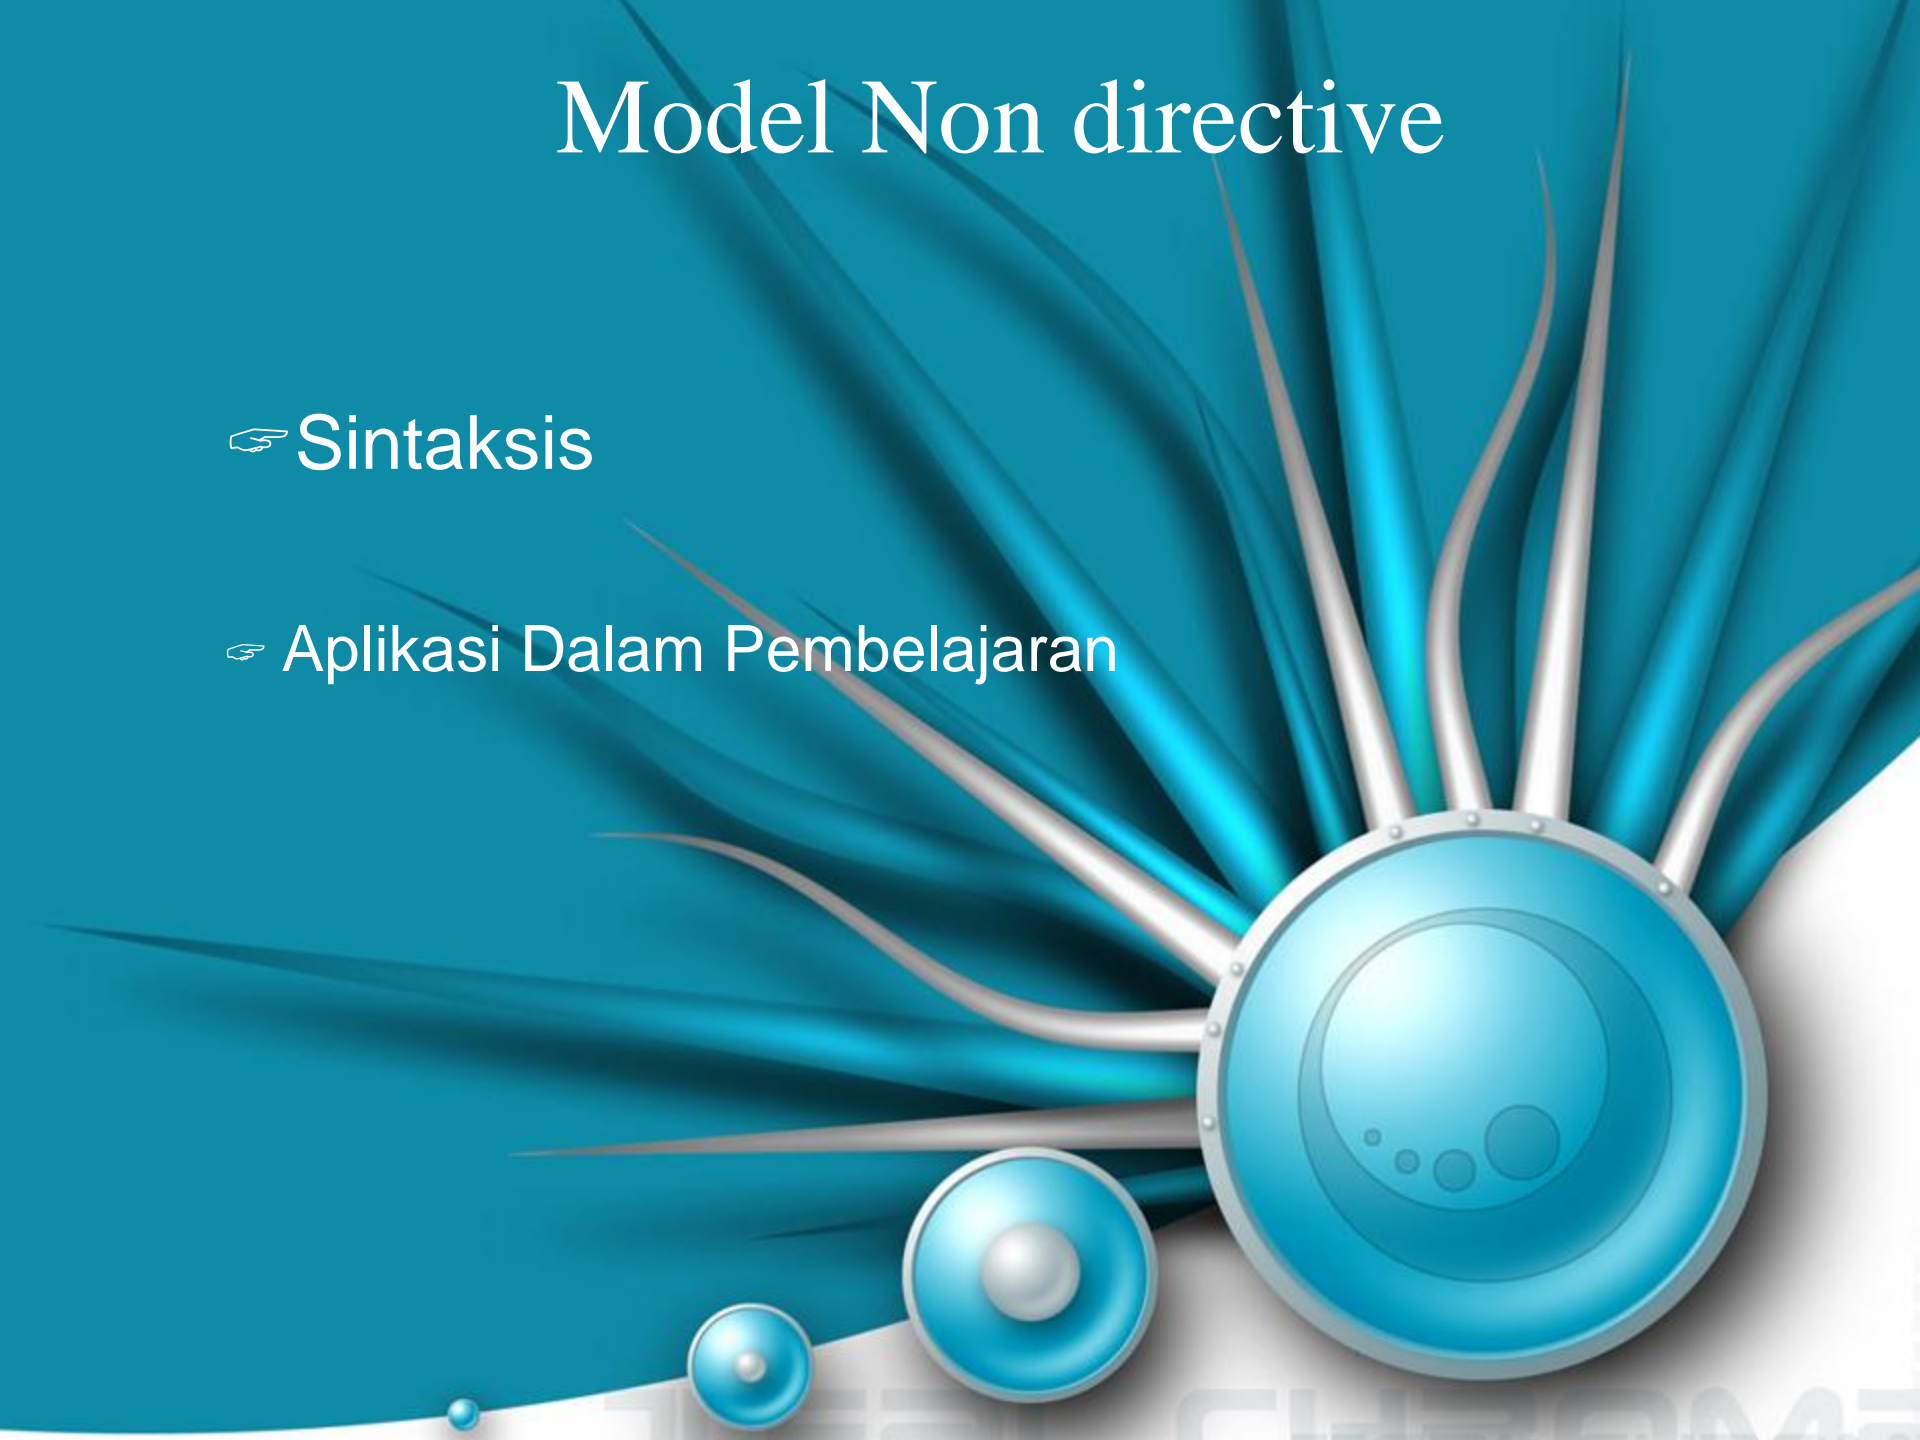 Model Non directive
☞Sintaksis
☞ Aplikasi Dalam Pembelajaran